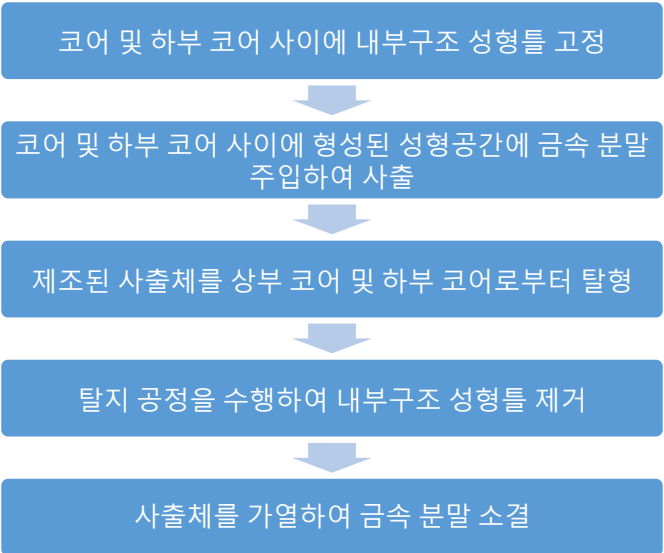 코어 및 하부 코어 사이에 내부구조 성형틀 고정
코어 및 하부 코어 사이에 형성된 성형공간에 금속 분말
주입하여 사출
제조된 사출체를 상부 코어 및 하부 코어로부터 탈형
탈지 공정을 수행하여 내부구조 성형틀 제거
사출체를 가열하여 금속 분말 소결